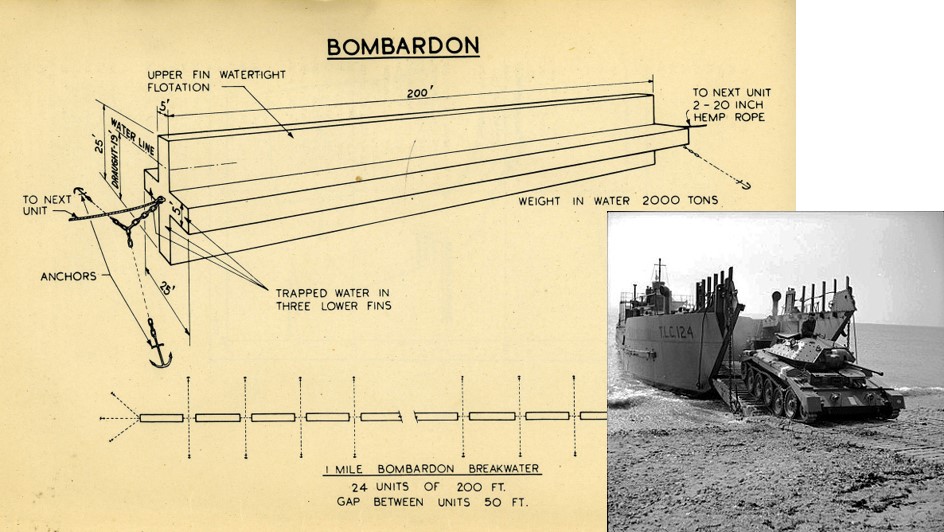 BOMBARDON
UPPER FIN WATERTIGHT
FLOTATION
5'
200'
TO NEXT UNIT
2 - 20 INCH
HEMP ROPE
25'
DRAUGHT-19'
WATER LINE
TO NEXT
UNIT
5'
WEIGHT IN WATER 2000 TONS
ANCHORS
25'
TRAPPED WATER IN
THREE LOWER FINS
T.L.C. 124
1 MILE BOMBARDON BREAKWATER
24 UNITS OF 200 FT.
GAP BETWEEN UNITS 50 FT.